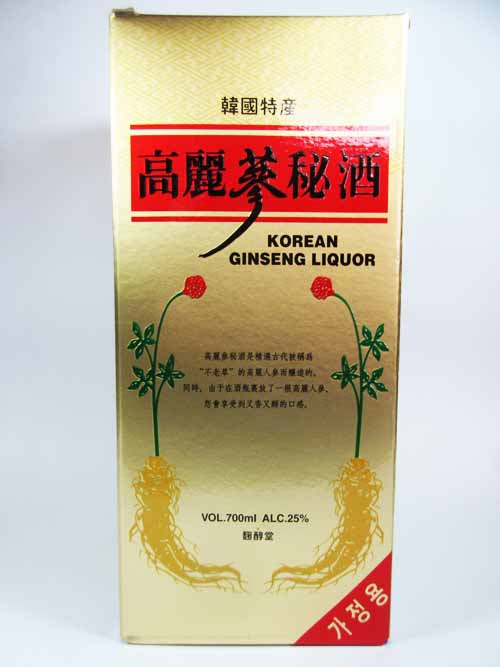 韓國特産
高麗蔘秘酒
KOREAN
GINSENG LIQUOR
高麗參秘酒是精選古代被稱爲
"不老草"的高麗人參而釀造的,
同時、由于在酒瓶裏放了一根高麗人參、
您會享受到又香又醇的口感。
VOL.700ml ALC.25%
麴醇堂
가정용